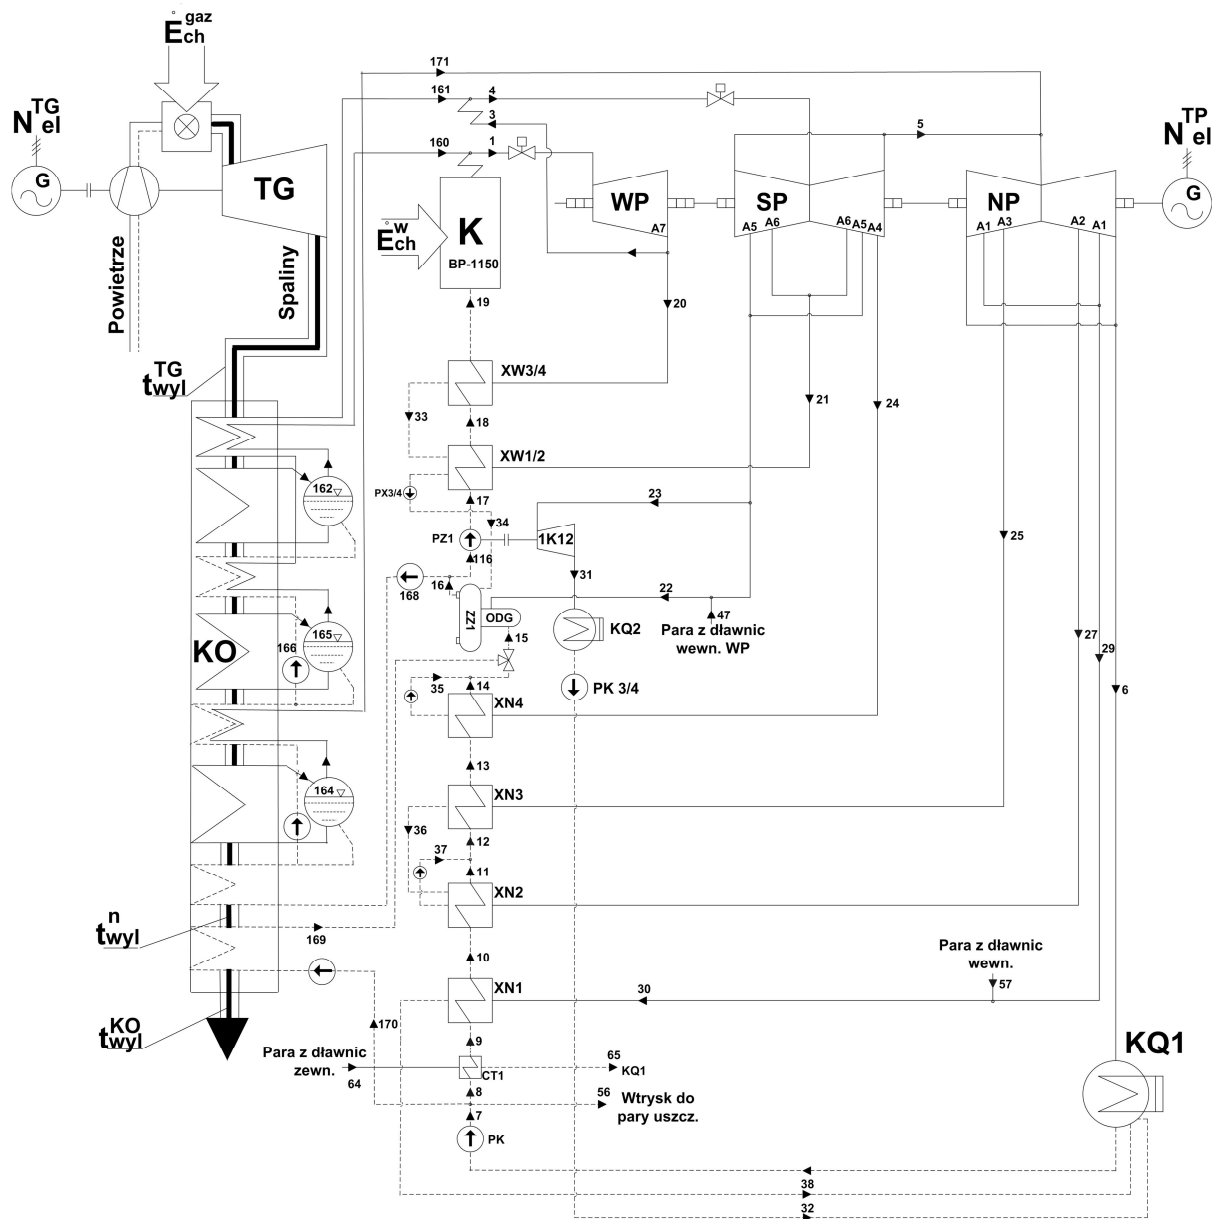 Ė gaz ch
171
161
4
3
N TG el
5
N TP el
160
1
G
TG
K
BP-1150
WP
A7
SP
A5
A6
A6
A5
A4
NP
A1
A3
A2
A1
G
Ė w ch
Powietrze
Spaliny
19
20
t TG wyl
XW3/4
33
18
21
24
XW1/2
162
PX3/4
17
23
34
PZ1
1K12
25
116
31
16
168
22
ZZ1
ODG
KQ2
47
Para z dławnic
wewn. WP
165
KO
166
15
27
29
35
14
PK 3/4
6
XN4
13
164
XN3
36
12
37
11
XN2
t n wyl
169
10
Para z dławnic
wewn.
XN1
30
57
t KO wyl
170
9
KQ1
Para z dławnic
zewn.
64
65
KQ1
CT1
8
56
Wtrysk do
pary uszcz.
7
PK
38
32